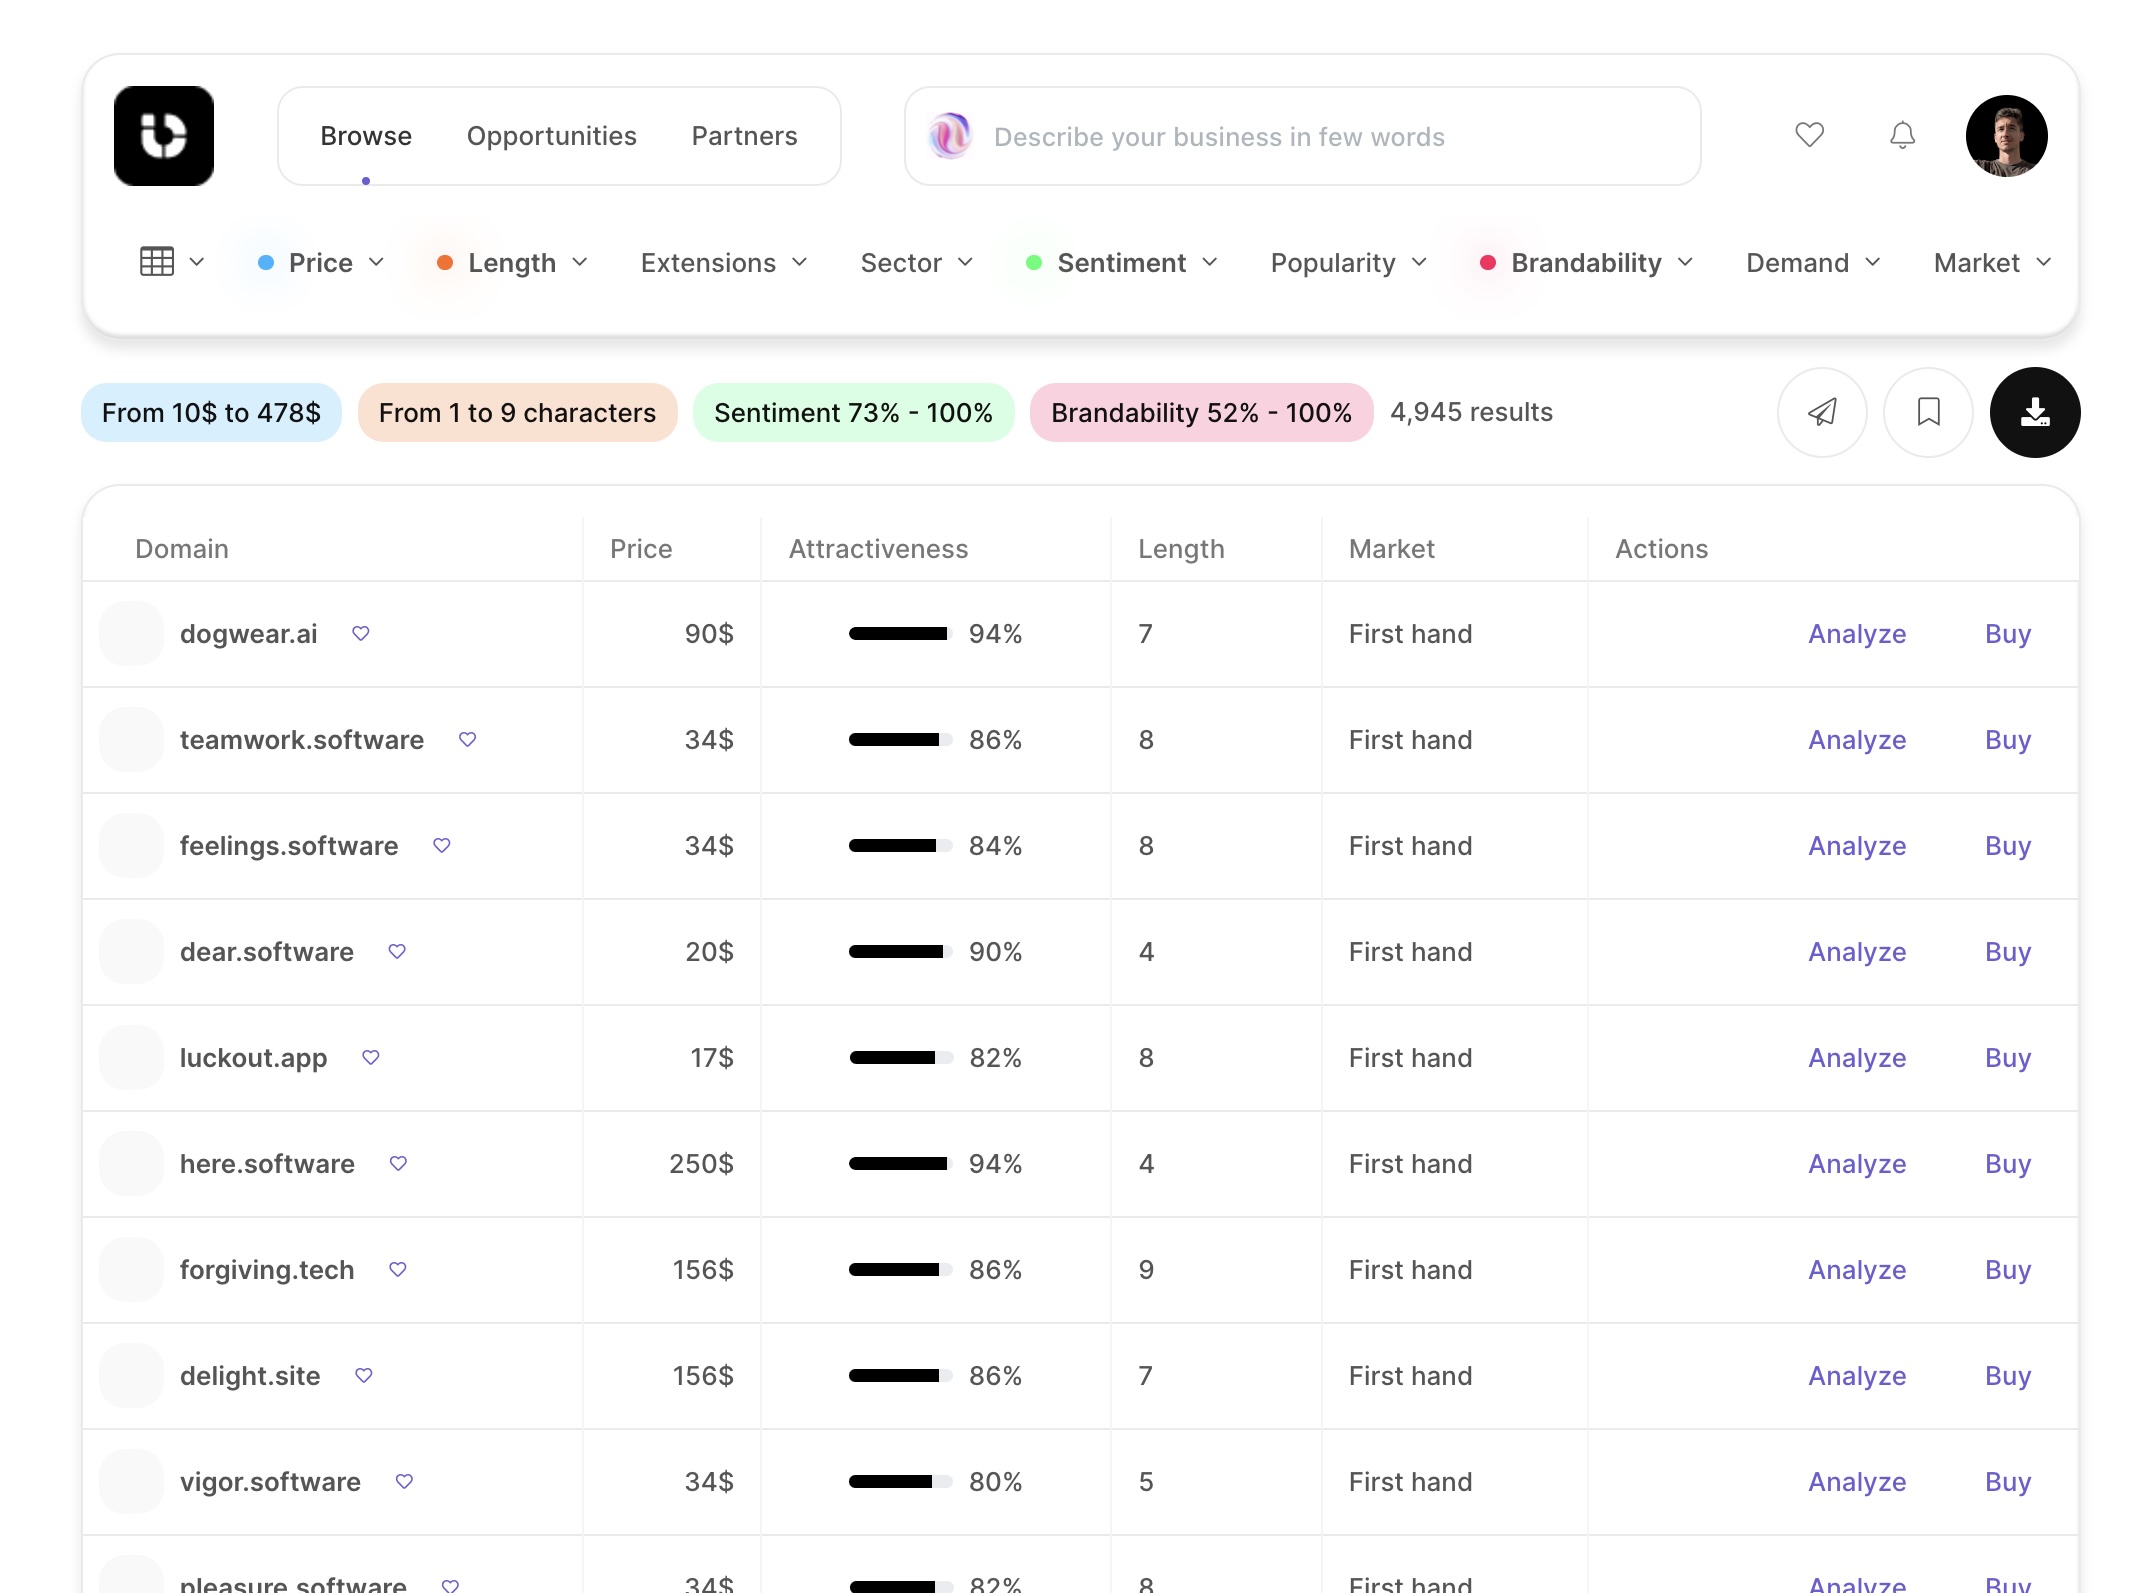 Browse Opportunities Partners
Describe your business in few words
Price Length Extensions Sector Sentiment Popularity Brandability Demand Market
From 10$ to 478$ From 1 to 9 characters Sentiment 73% - 100% Brandability 52% - 100% 4,945 results
Domain Price Attractiveness Length Market Actions
dogwear.ai 90$ 94% 7 First hand Analyze Buy
teamwork.software 34$ 86% 8 First hand Analyze Buy
feelings.software 34$ 84% 8 First hand Analyze Buy
dear.software 20$ 90% 4 First hand Analyze Buy
luckout.app 17$ 82% 8 First hand Analyze Buy
here.software 250$ 94% 4 First hand Analyze Buy
forgiving.tech 156$ 86% 9 First hand Analyze Buy
delight.site 156$ 86% 7 First hand Analyze Buy
vigor.software 34$ 80% 5 First hand Analyze Buy
pleasure.software 34$ 82% 8 First hand Analyze Buy